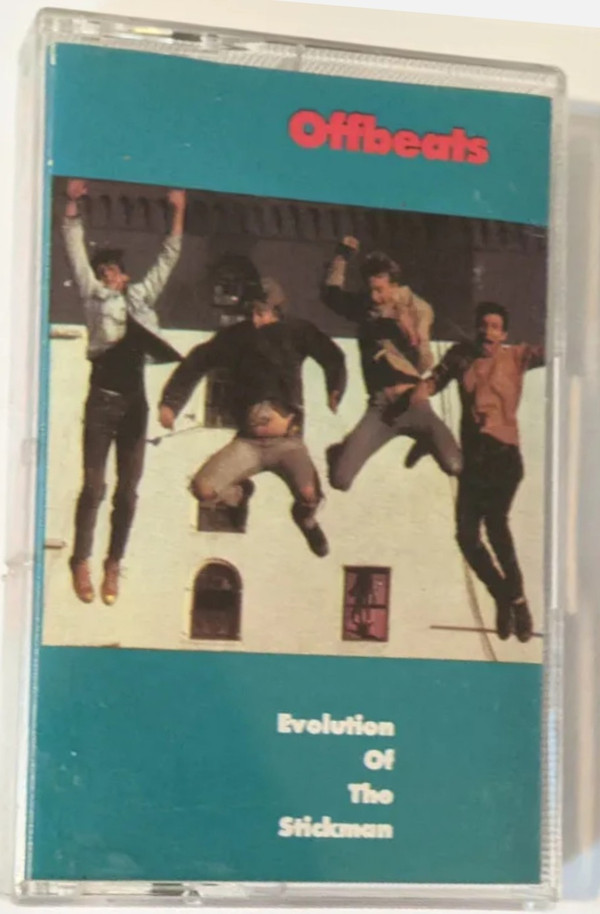 Offbeats
Evolution
Of
The
Stickman